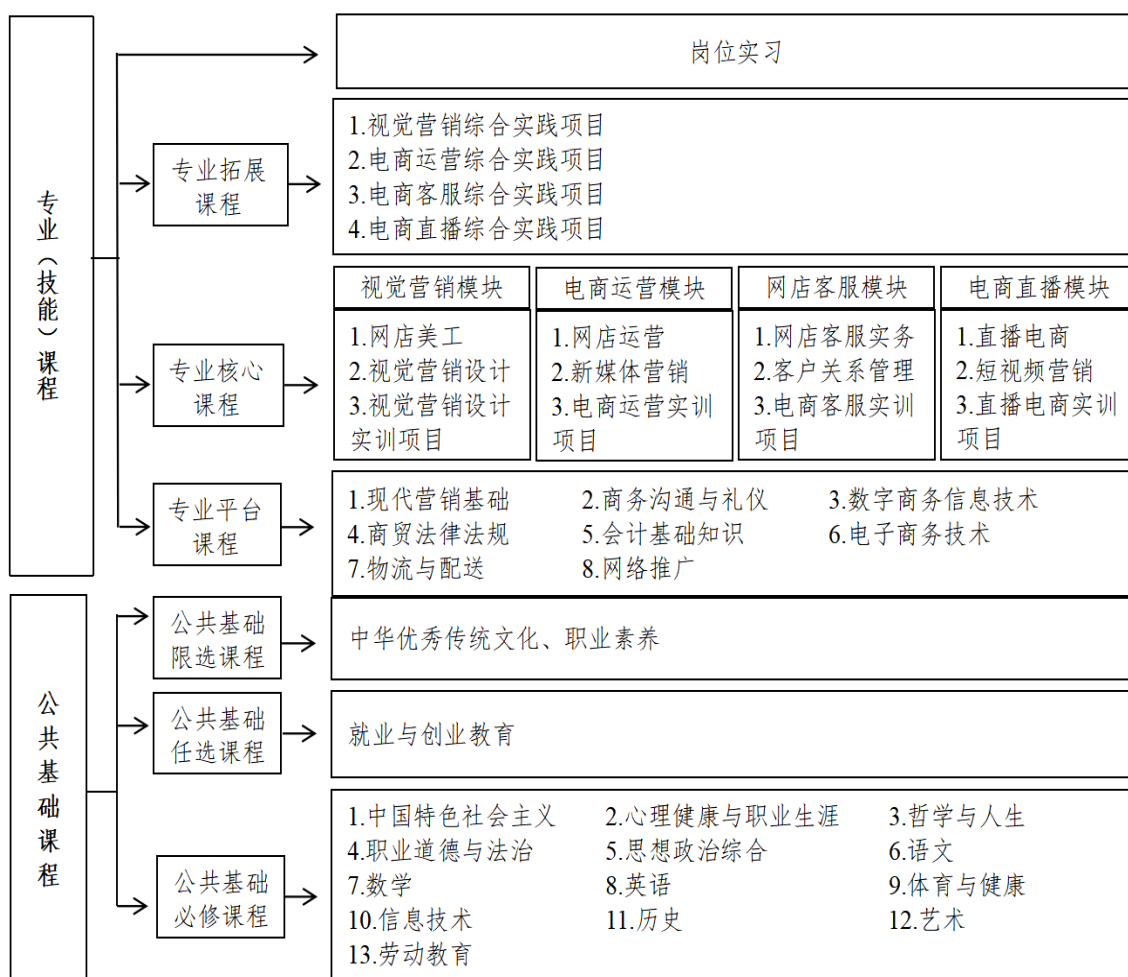 专业（技能）课程
岗位实习
专业拓展
课程
1.视觉营销综合实践项目
2.电商运营综合实践项目
3.电商客服综合实践项目
4.电商直播综合实践项目
专业核心
课程
视觉营销模块
1.网店美工
2.视觉营销设计
3.视觉营销设计
实训项目
电商运营模块
1.网店运营
2.新媒体营销
3.电商运营实训
项目
网店客服模块
1.网店客服实务
2.客户关系管理
3.电商客服实训
项目
电商直播模块
1.直播电商
2.短视频营销
3.直播电商实训
项目
专业平台
课程
1.现代营销基础 2.商务沟通与礼仪 3.数字商务信息技术
4.商贸法律法规 5.会计基础知识 6.电子商务技术
7.物流与配送 8.网络推广
公共基础课程
公共基础
限选课程
中华优秀传统文化、职业素养
公共基础
任选课程
就业与创业教育
公共基础
必修课程
1.中国特色社会主义 2.心理健康与职业生涯 3.哲学与人生
4.职业道德与法治 5.思想政治综合 6.语文
7.数学 8.英语 9.体育与健康
10.信息技术 11.历史 12.艺术
13.劳动教育